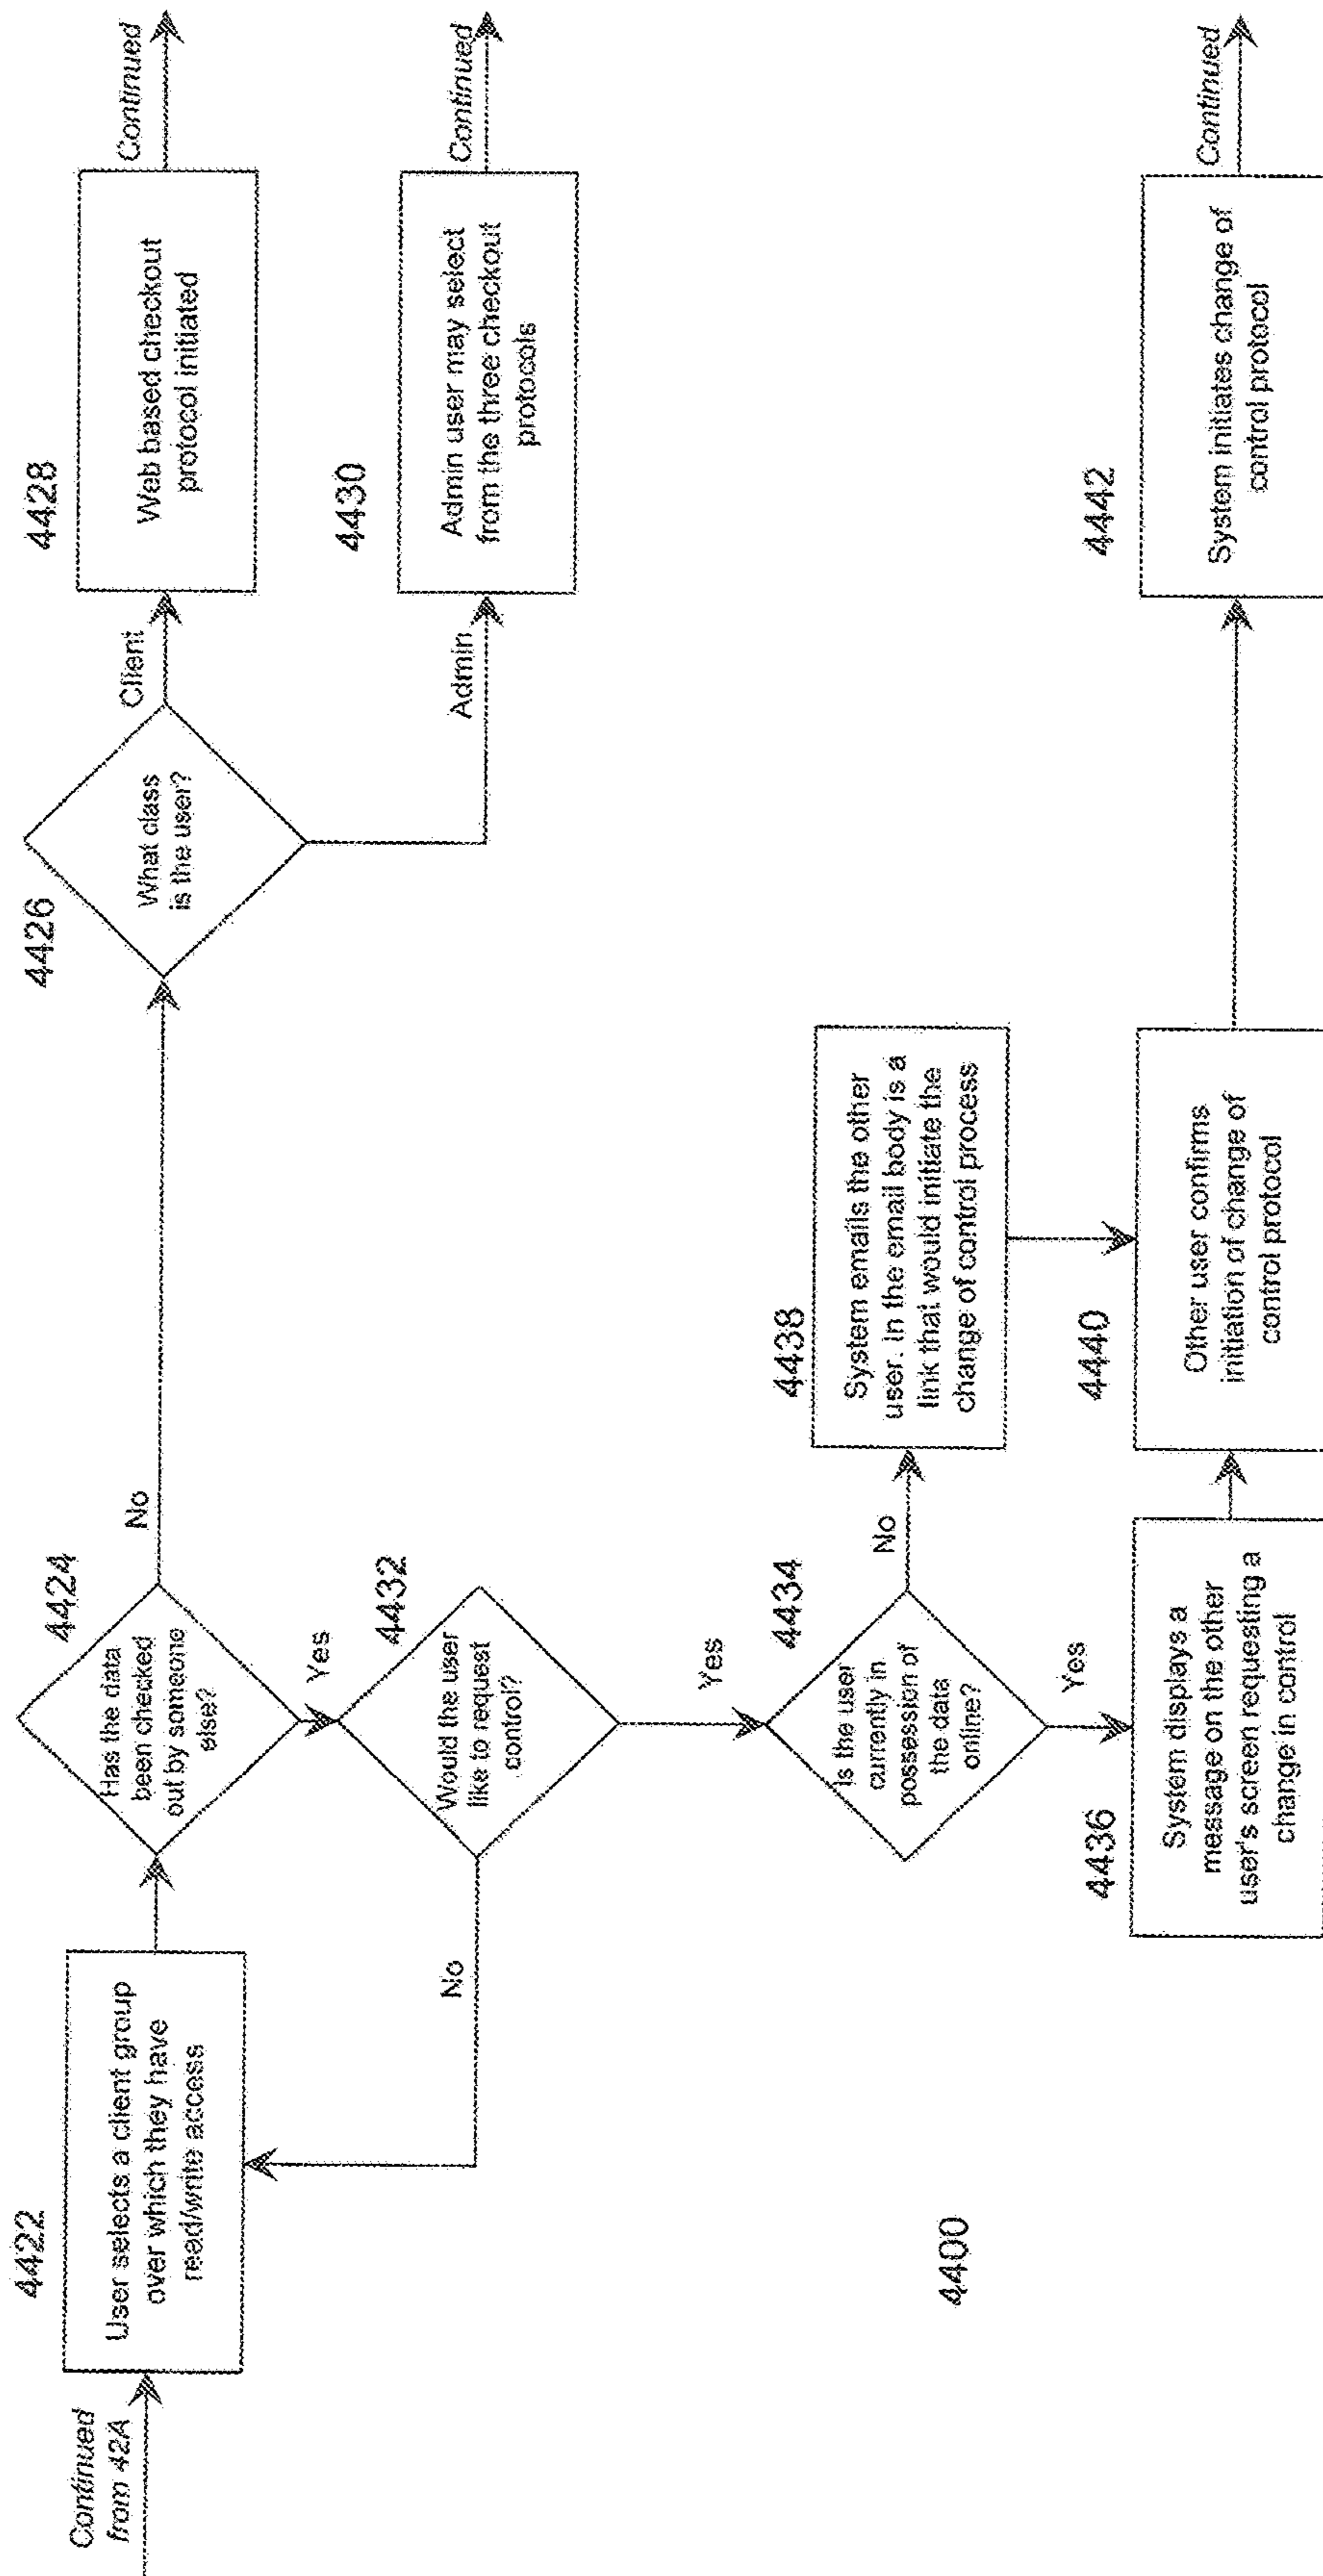 Continued
from 42A
4422
User selects a client group
over which they have
read/write access
4424
Has the data
been checked
out by someone
else?
No
Yes
4426
What class
is the user?
Client
Admin
4428
Web based checkout
protocol initiated
Continued
4430
Admin user may select
from the three checkout
protocols
Continued
4432
Would the user
like to request
control?
No
Yes
4434
Is the user
currently in
possession of
the data
online?
No
Yes
4438
System emails the other
user. In the email body is a
link that would initiate the
change of control process
4436
System displays a
message on the other
user's screen requesting a
change in control
4440
Other user confirms
initiation of change of
control protocol
4442
System initiates change of
control protocol
Continued
4400